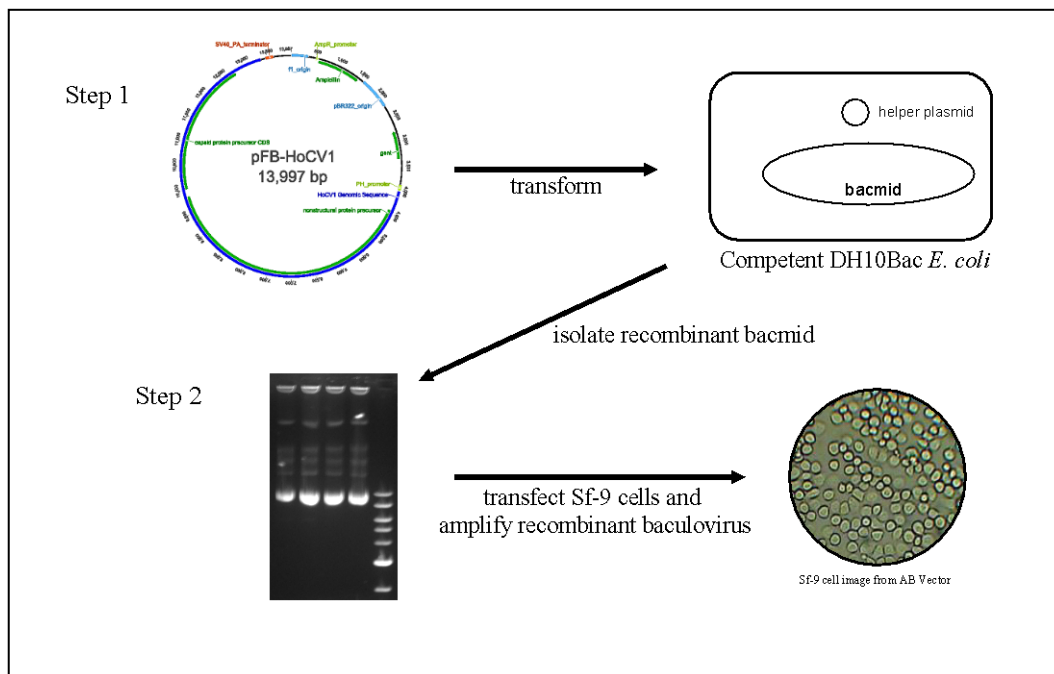 Step 1
SV40_PA_terminator
AmpR_promoter
f1_origin
Ampicillin
pBR322_origin
gent
PH_promoter
HoCV1 Genomic Sequence
nonstructural protein precursor
capsid protein precursor CDS
pFB-HoCV1
13,997 bp
transform
helper plasmid
bacmid
Competent DH10Bac E. coli
isolate recombinant bacmid
Step 2
transfect Sf-9 cells and
amplify recombinant baculovirus
Sf-9 cell image from AB Vector